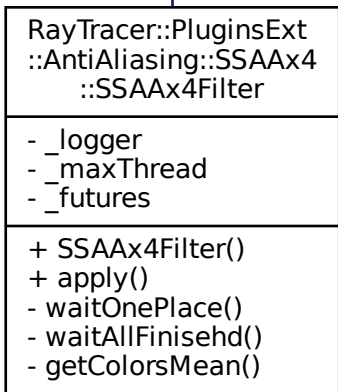 RayTracer::PluginsExt
::AntiAliasing::SSAAx4
::SSAAx4Filter
- _logger
- _maxThread
- _futures
+ SSAAx4Filter()
+ apply()
- waitOnePlace()
- waitAllFinisehd()
- getColorsMean()